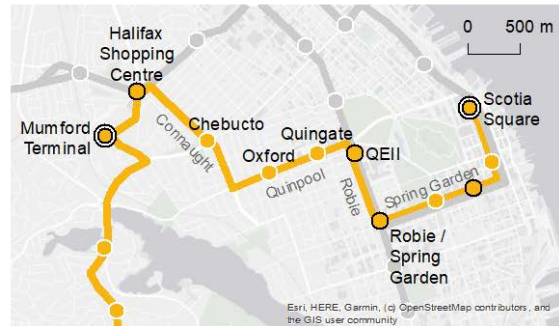 Halifax
Shopping
Centre
0 500 m
Scotia
Square
Mumford
Terminal
Connaught
Chebucto
Quingate
Oxford
QEII
Quinpool
Robie
Spring Garden
Robie /
Spring
Garden
Esri, HERE, Garmin, (c) OpenStreetMap contributors, and
the GIS user community